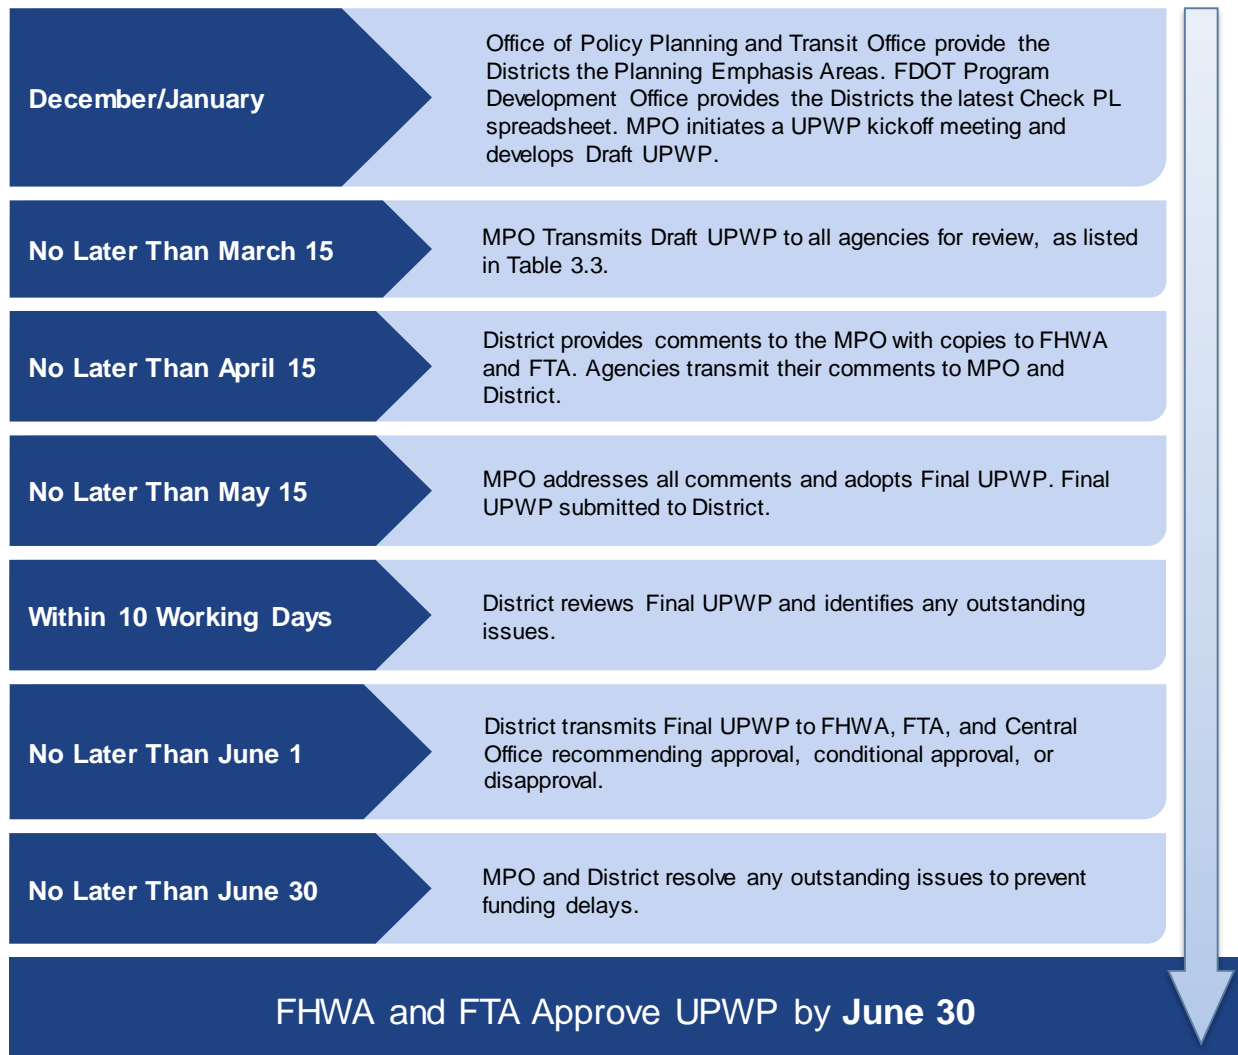 December/January
Office of Policy Planning and Transit Office provide the
Districts the Planning Emphasis Areas. FDOT Program
Development Office provides the Districts the latest Check PL
spreadsheet. MPO initiates a UPWP kickoff meeting and
develops Draft UPWP.
No Later Than March 15
MPO Transmits Draft UPWP to all agencies for review, as listed
in Table 3.3.
No Later Than April 15
District provides comments to the MPO with copies to FHWA
and FTA. Agencies transmit their comments to MPO and
District.
No Later Than May 15
MPO addresses all comments and adopts Final UPWP. Final
UPWP submitted to District.
Within 10 Working Days
District reviews Final UPWP and identifies any outstanding
issues.
No Later Than June 1
District transmits Final UPWP to FHWA, FTA, and Central
Office recommending approval, conditional approval, or
disapproval.
No Later Than June 30
MPO and District resolve any outstanding issues to prevent
funding delays.
FHWA and FTA Approve UPWP by June 30